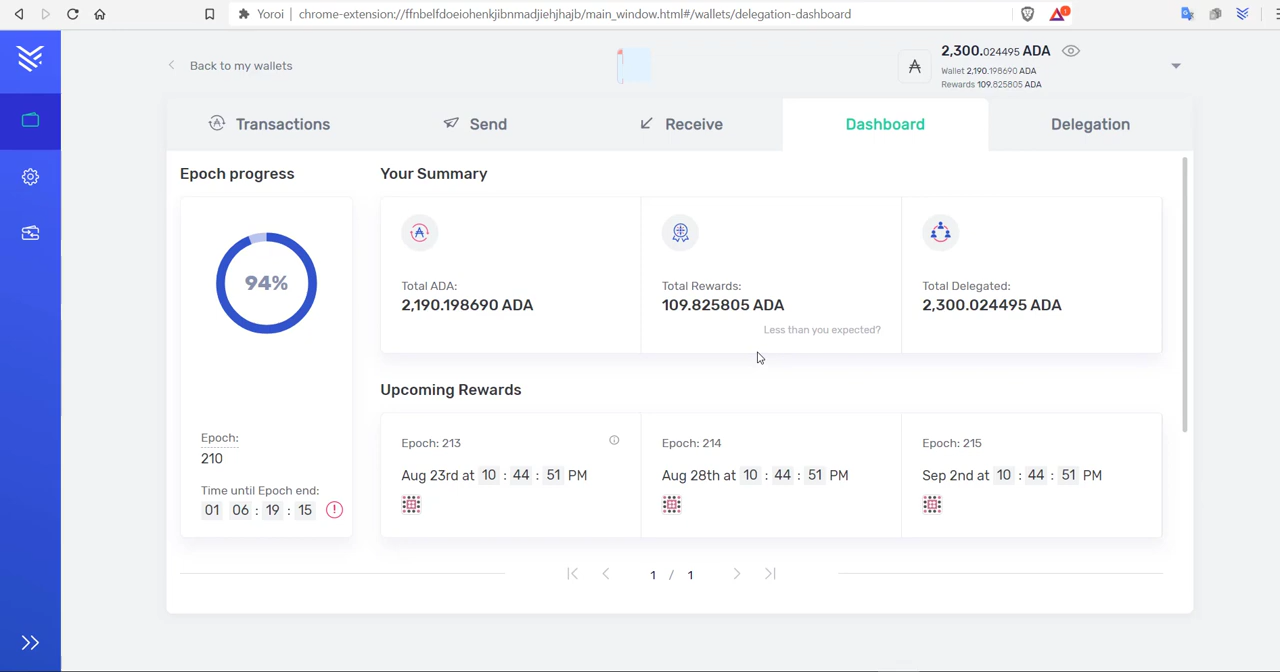 Yoroi | chrome-extension://ffnbelfdoeiohenkjibnmadjiehjhajb/main_window.html#/wallets/delegation-dashboard
1
Back to my wallets
2,300.024495 ADA
Wallet 2,190.198690 ADA
Rewards 109.825805 ADA
Transactions
Send
Receive
Dashboard
Delegation
Epoch progress
94%
Epoch:
210
Time until Epoch end:
01 06 : 19 : 15
Your Summary
Total ADA:
2,190.198690 ADA
Total Rewards:
109.825805 ADA
Less than you expected?
Total Delegated:
2,300.024495 ADA
Upcoming Rewards
Epoch: 213
Aug 23rd at 10 : 44 : 51 PM
Epoch: 214
Aug 28th at 10 : 44 : 51 PM
Epoch: 215
Sep 2nd at 10 : 44 : 51 PM
1 / 1